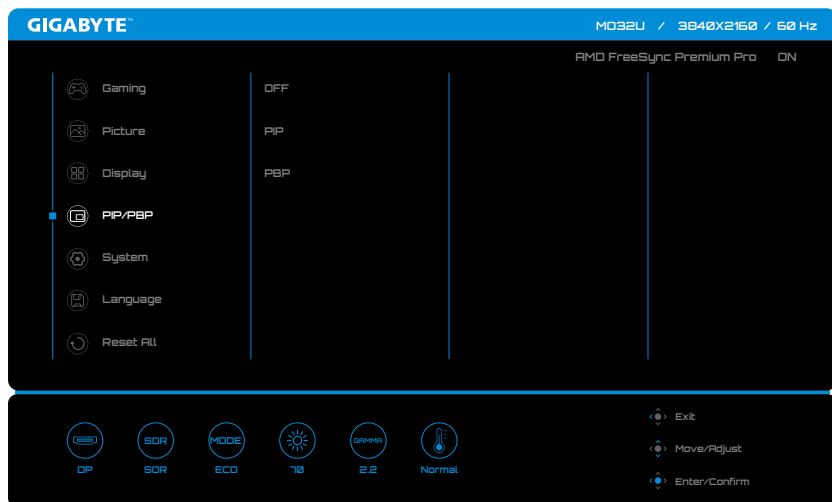 GIGABYTE™ MO32U / 3840X2160 / 60 Hz
AMD FreeSync Premium Pro ON
Gaming OFF
Picture PIP
Display PBP
PIP/PBP
System
Language
Reset All
Exit
SDR MODE GAMMA
Move/Adjust
DP SDR ECO 70 2.2 Normal
Enter/Confirm